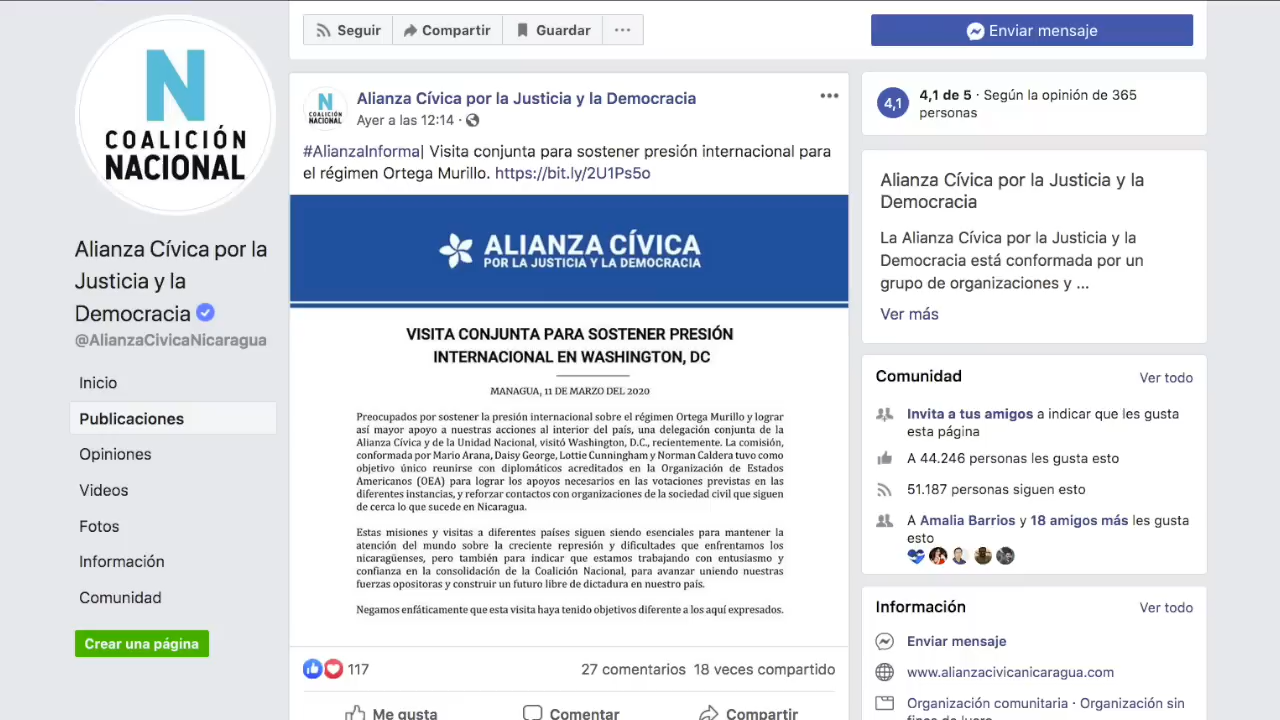 N
COALICIÓN
NACIONAL
Alianza Cívica por la
Justicia y la
Democracia
@AlianzaCivicaNicaragua
Inicio
Publicaciones
Opiniones
Videos
Fotos
Información
Comunidad
Crear una página
Seguir
Compartir
Guardar
Enviar mensaje
N
COALICIÓN
NACIONAL
Alianza Cívica por la Justicia y la Democracia
Ayer a las 12:14 ·
#AlianzaInforma| Visita conjunta para sostener presión internacional para
el régimen Ortega Murillo. https://bit.ly/2U1Ps5o
ALIANZA CÍVICA
POR LA JUSTICIA Y LA DEMOCRACIA
VISITA CONJUNTA PARA SOSTENER PRESIÓN
INTERNACIONAL EN WASHINGTON, DC
MANAGUA, 11 DE MARZO DEL 2020
Preocupados por sostener la presión internacional sobre el régimen Ortega Murillo y lograr
así mayor apoyo a nuestras acciones al interior del país, una delegación conjunta de la
Alianza Cívica y de la Unidad Nacional, visitó Washington, D.C., recientemente. La comisión,
conformada por Mario Arana, Daisy George, Lottie Cunningham y Norman Caldera tuvo como
objetivo único reunirse con diplomáticos acreditados en la Organización de Estados
Americanos (OEA) para lograr los apoyos necesarios en las votaciones previstas en las
diferentes instancias, y reforzar contactos con organizaciones de la sociedad civil que siguen
de cerca lo que sucede en Nicaragua.
Estas misiones y visitas a diferentes países siguen siendo esenciales para mantener la
atención del mundo sobre la creciente represión y dificultades que enfrentamos los
nicaragüenses, pero también para indicar que estamos trabajando con entusiasmo y
confianza en la consolidación de la Coalición Nacional, para avanzar uniendo nuestras
fuerzas opositoras y construir un futuro libre de dictadura en nuestro país.
Negamos enfáticamente que esta visita haya tenido objetivos diferente a los aquí expresados.
117
27 comentarios 18 veces compartido
Me gusta
Comentar
Compartir
4,1
4,1 de 5 · Según la opinión de 365
personas
Alianza Cívica por la Justicia y la
Democracia
La Alianza Cívica por la Justicia y la
Democracia está conformada por un
grupo de organizaciones y ...
Ver más
Comunidad
Ver todo
Invita a tus amigos a indicar que les gusta
esta página
A 44.246 personas les gusta esto
51.187 personas siguen esto
A Amalia Barrios y 18 amigos más les gusta
esto
Información
Ver todo
Enviar mensaje
www.alianzacivicanicaragua.com
Organización comunitaria · Organización sin
fines de lucro